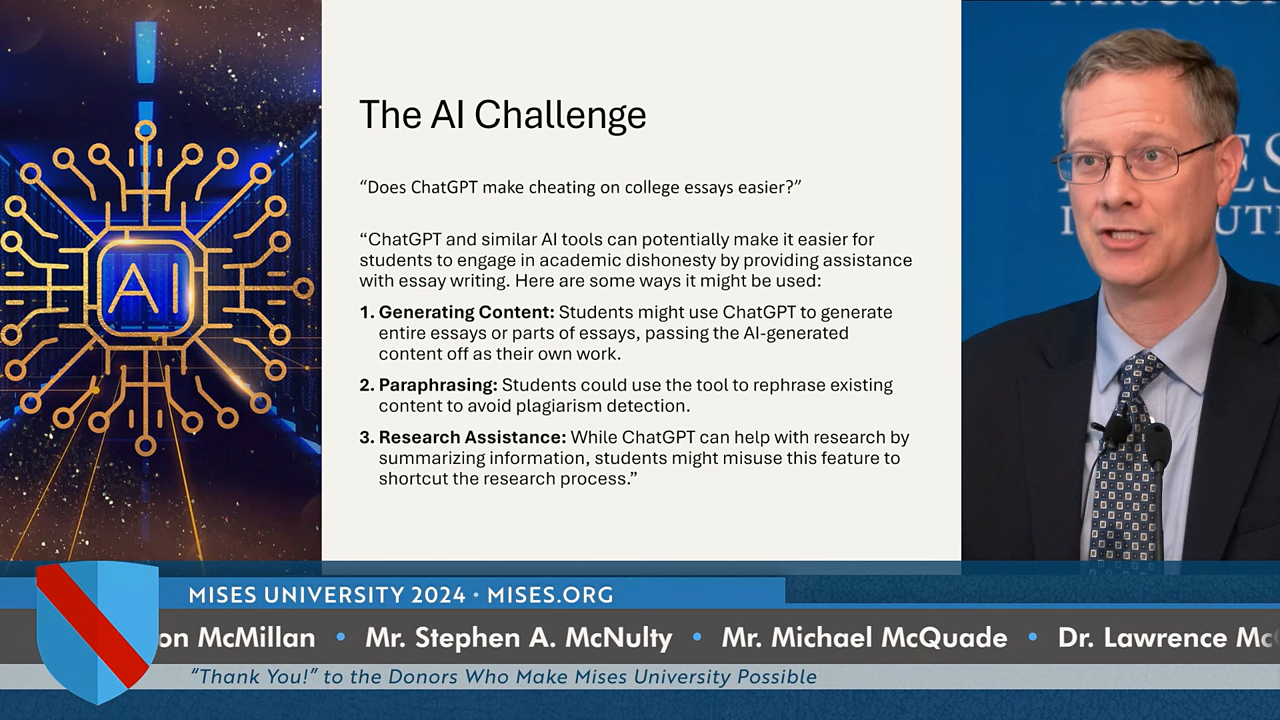 AI
The AI Challenge
“Does ChatGPT make cheating on college essays easier?”
“ChatGPT and similar AI tools can potentially make it easier for
students to engage in academic dishonesty by providing assistance
with essay writing. Here are some ways it might be used:
1. Generating Content: Students might use ChatGPT to generate
entire essays or parts of essays, passing the AI-generated
content off as their own work.
2. Paraphrasing: Students could use the tool to rephrase existing
content to avoid plagiarism detection.
3. Research Assistance: While ChatGPT can help with research by
summarizing information, students might misuse this feature to
shortcut the research process.”
MISES UNIVERSITY 2024 • MISES.ORG
McMillan • Mr. Stephen A. McNulty • Mr. Michael McQuade • Dr. Lawrence
“Thank You!” to the Donors Who Make Mises University Possible